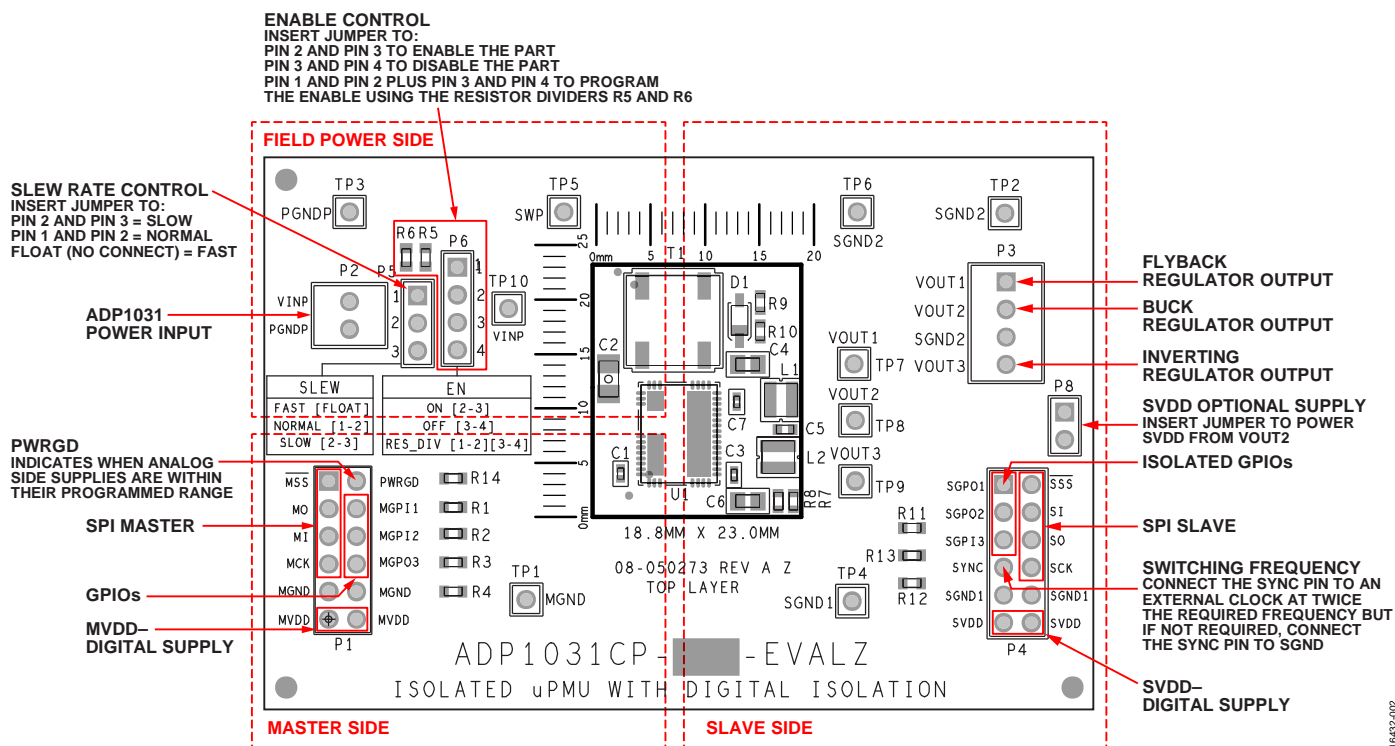 ENABLE CONTROL
INSERT JUMPER TO:
PIN 2 AND PIN 3 TO ENABLE THE PART
PIN 3 AND PIN 4 TO DISABLE THE PART
PIN 1 AND PIN 2 PLUS PIN 3 AND PIN 4 TO PROGRAM
THE ENABLE USING THE RESISTOR DIVIDERS R5 AND R6
FIELD POWER SIDE
SLEW RATE CONTROL
INSERT JUMPER TO:
PIN 2 AND PIN 3 = SLOW
PIN 1 AND PIN 2 = NORMAL
FLOAT (NO CONNECT) = FAST
ADP1031
POWER INPUT
PWRGD
INDICATES WHEN ANALOG
SIDE SUPPLIES ARE WITHIN
THEIR PROGRAMMED RANGE
SPI MASTER
GPIOs
MVDD–
DIGITAL SUPPLY
TP3
PGNDP
TP5
SWP
TP6
SGND2
TP2
SGND2
R6 R5
P6
1
2
3
4
P2
VINP
PGNDP
P5
1
2
3
TP10
VINP
SLEW
FAST [FLOAT]
NORMAL [1-2]
SLOW [2-3]
EN
ON [2-3]
OFF [3-4]
RES_DIV [1-2][3-4]
0mm 5 10 15 20
25
20
15
10
5
0mm
T1
D1
R9
R10
C4
C2
L1
C7
C5
C3
L2
C1
U1
C6
R8
R7
18.8MM X 23.0MM
08-050273 REV A Z
TOP LAYER
VOUT1
TP7
VOUT2
TP8
VOUT3
TP9
P3
VOUT1
VOUT2
SGND2
VOUT3
P8
MSS PWRGD
MO MGPI1
MI MGPI2
MCK MGPO3
MGND MGND
MVDD MVDD
P1
R14
R1
R2
R3
R4
TP1
MGND
TP4
SGND1
R11
R13
R12
SGPO1 SSS
SGPO2 SI
SGPI3 SO
SYNC SCK
SGND1 SGND1
SVDD SVDD
P4
ADP1031CP- -EVALZ
ISOLATED uPMU WITH DIGITAL ISOLATION
MASTER SIDE
SLAVE SIDE
FLYBACK
REGULATOR OUTPUT
BUCK
REGULATOR OUTPUT
INVERTING
REGULATOR OUTPUT
SVDD OPTIONAL SUPPLY
INSERT JUMPER TO POWER
SVDD FROM VOUT2
ISOLATED GPIOs
SPI SLAVE
SWITCHING FREQUENCY
CONNECT THE SYNC PIN TO AN
EXTERNAL CLOCK AT TWICE
THE REQUIRED FREQUENCY BUT
IF NOT REQUIRED, CONNECT
THE SYNC PIN TO SGND
SVDD–
DIGITAL SUPPLY